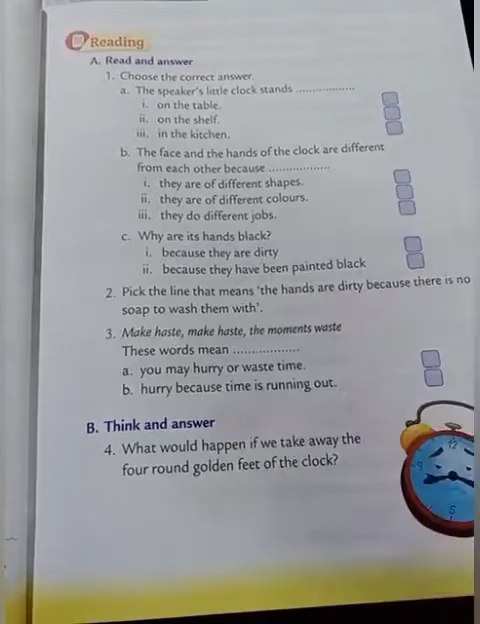 Reading
A. Read and answer
1. Choose the correct answer.
a. The speaker's little clock stands ..................
i. on the table.
ii. on the shelf.
iii. in the kitchen.
b. The face and the hands of the clock are different
from each other because ..................
i. they are of different shapes.
ii. they are of different colours.
iii. they do different jobs.
c. Why are its hands black?
i. because they are dirty
ii. because they have been painted black
2. Pick the line that means 'the hands are dirty because there is no
soap to wash them with'.
3. Make haste, make haste, the moments waste
These words mean ...................
a. you may hurry or waste time.
b. hurry because time is running out.
B. Think and answer
4. What would happen if we take away the
four round golden feet of the clock?
12
9